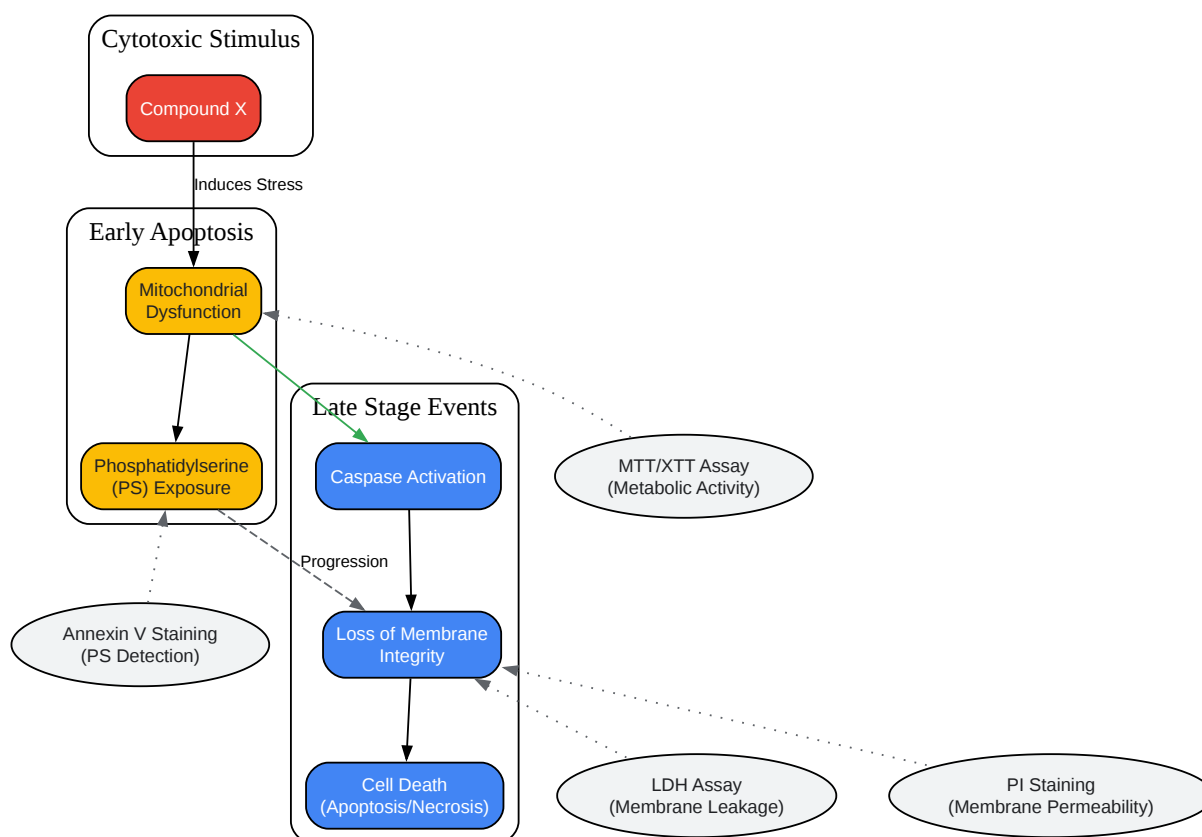 Cytotoxic Stimulus
Compound X
Induces Stress
Early Apoptosis
Mitochondrial
Dysfunction
Late Stage Events
Phosphatidylserine
(PS) Exposure
Caspase Activation
MTT/XTT Assay
(Metabolic Activity)
Progression
Annexin V Staining
(PS Detection)
Loss of Membrane
Integrity
Cell Death
(Apoptosis/Necrosis)
LDH Assay
(Membrane Leakage)
PI Staining
(Membrane Permeability)